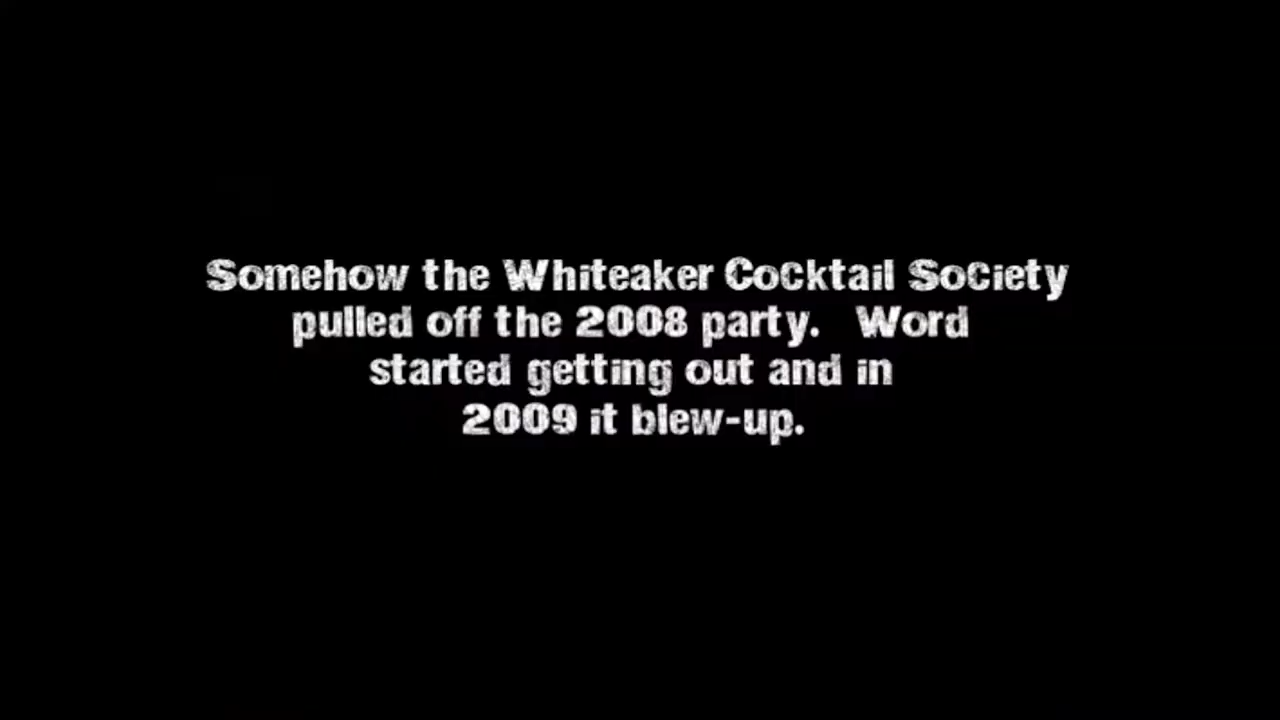 Somehow the Whiteaker Cocktail Society
pulled off the 2008 party. Word
started getting out and in
2009 it blew-up.